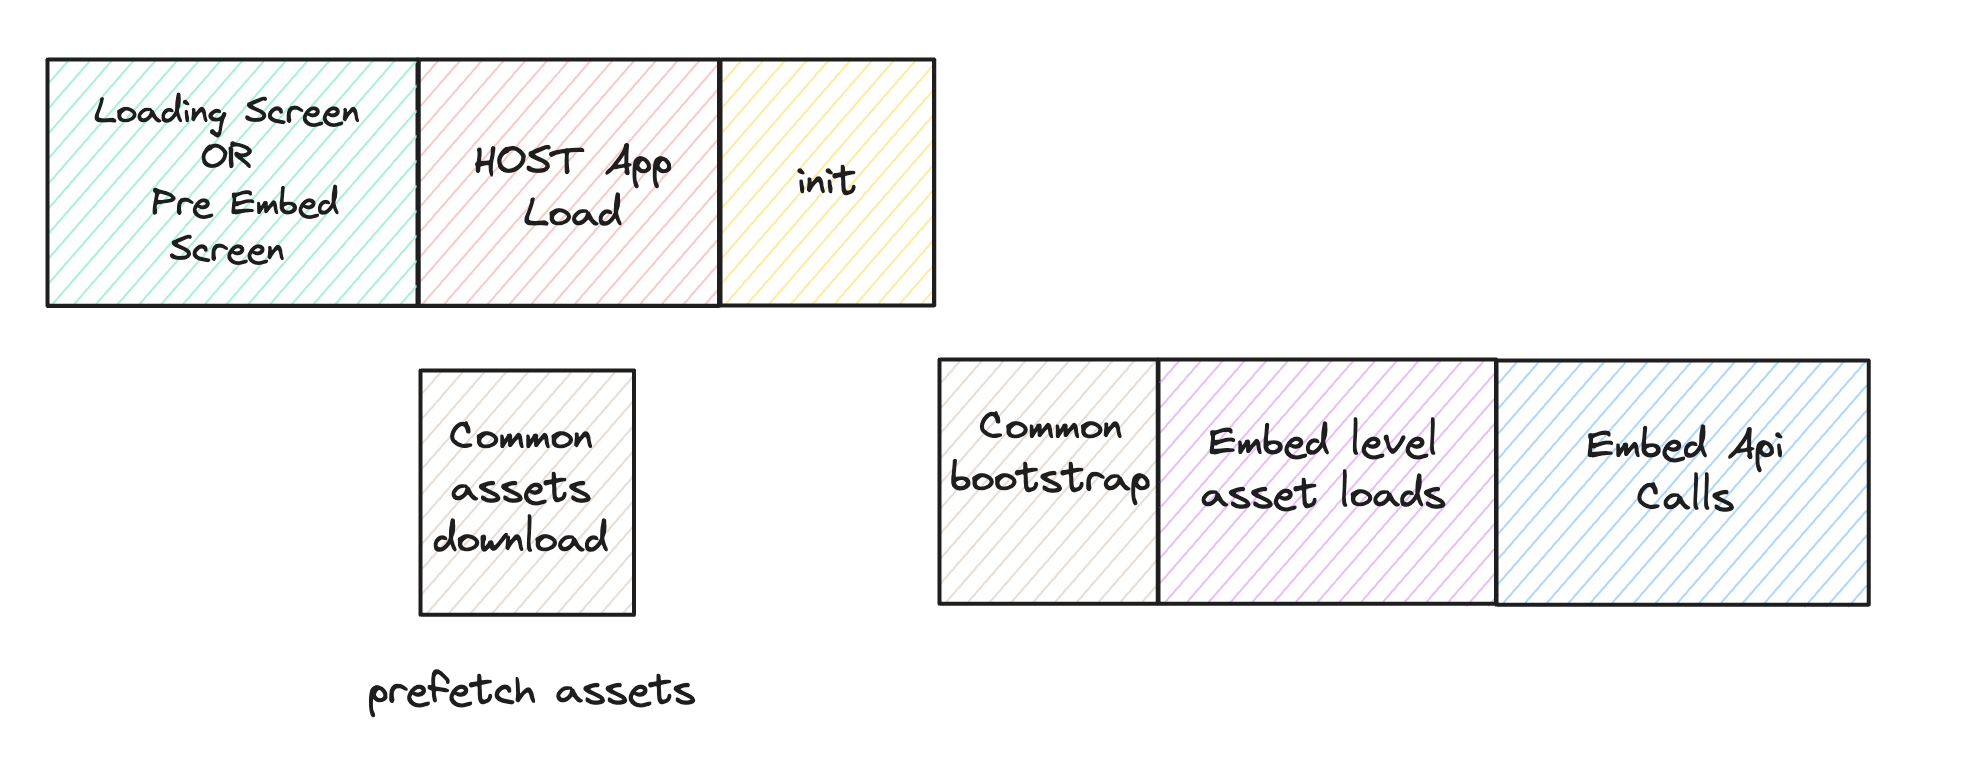 Loading Screen
OR
Pre Embed
Screen
HOST App
Load
init
Common
assets
download
prefetch assets
Common
bootstrap
Embed level
asset loads
Embed Api
Calls